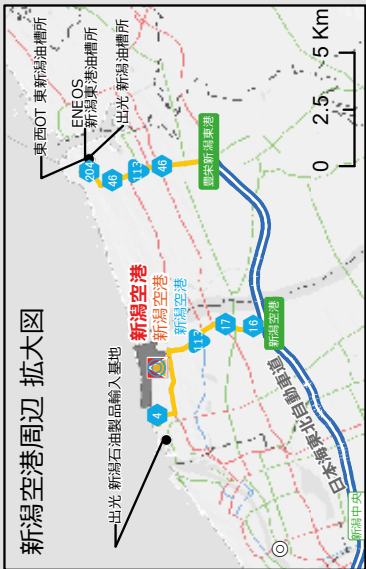 新潟空港周辺 拡大図
東西OT 東新潟油槽所
ENEOS
新潟東港油槽所
出光 新潟油槽所
204
46
113
46
豊栄新潟東港
新潟空港
新潟空港
新潟空港
出光 新潟石油製品輸入基地
4
113
17
16
新潟空港
日本海東北自動車道
新潟中央
0
2.5
5 Km